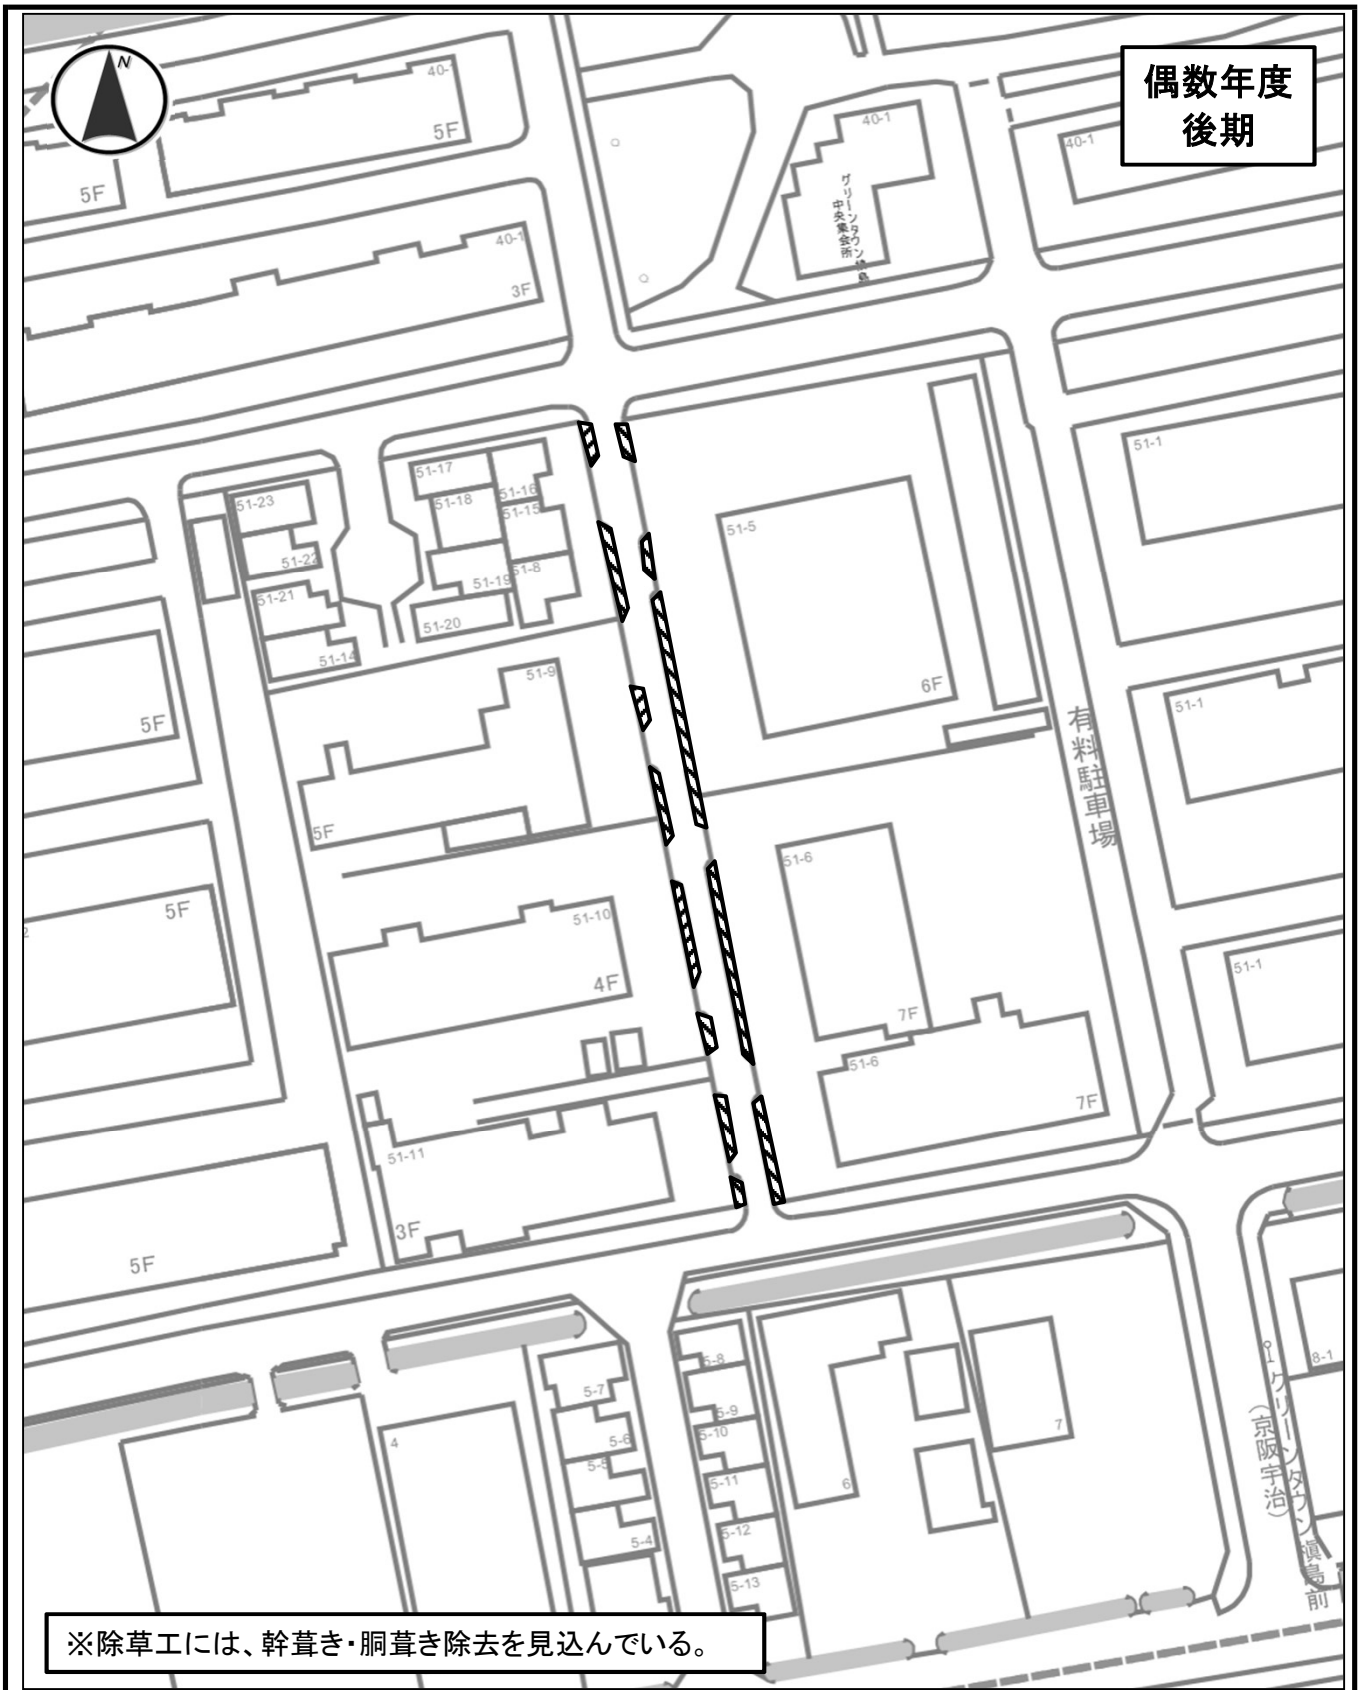 N
偶数年度
後期
40-1
5F
5F
40-1
グリーンタウン槙島
中央集会所
40-1
40-1
3F
51-17
51-16
51-18
51-15
51-23
51-22
51-19
51-8
51-21
51-20
51-14
51-5
6F
51-1
51-9
5F
5F
51-1
有料駐車場
51-6
7F
51-10
4F
5F
51-1
51-6
7F
51-11
3F
5F
5-8
5-7
5-9
5-6
5-10
5-5
5-11
5-4
5-12
5-13
4
6
7
8-1
グリーンタウン槇島前
(京阪宇治)
※除草工には、幹葺き・胴葺き除去を見込んでいる。